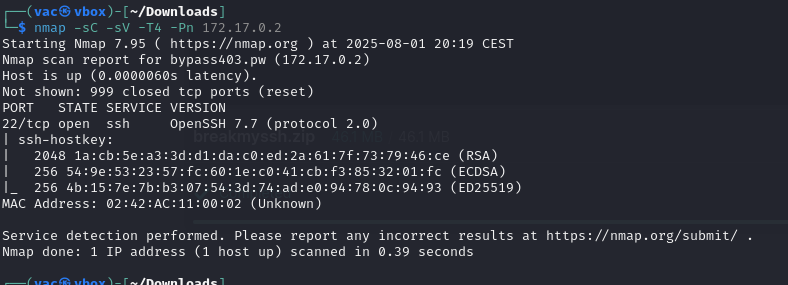 ┌──(vac㉿vbox)-[~/Downloads]
└─$ nmap -sC -sV -T4 -Pn 172.17.0.2
Starting Nmap 7.95 ( https://nmap.org ) at 2025-08-01 20:19 CEST
Nmap scan report for bypass403.pw (172.17.0.2)
Host is up (0.0000060s latency).
Not shown: 999 closed tcp ports (reset)
PORT   STATE SERVICE VERSION
22/tcp open  ssh     OpenSSH 7.7 (protocol 2.0)
breakmyssh.zip 46.1 MB 46.1 MB
| ssh-hostkey:
|   2048 1a:cb:5e:a3:3d:d1:da:c0:ed:2a:61:7f:73:79:46:ce (RSA)
|   256 54:9e:53:23:57:fc:60:1e:c0:41:cb:f3:85:32:01:fc (ECDSA)
|_  256 4b:15:7e:7b:b3:07:54:3d:74:ad:e0:94:78:0c:94:93 (ED25519)
MAC Address: 02:42:AC:11:00:02 (Unknown)
Service detection performed. Please report any incorrect results at https://nmap.org/submit/ .
Nmap done: 1 IP address (1 host up) scanned in 0.39 seconds
┌──(vac㉿vbox)-[~/Downloads]